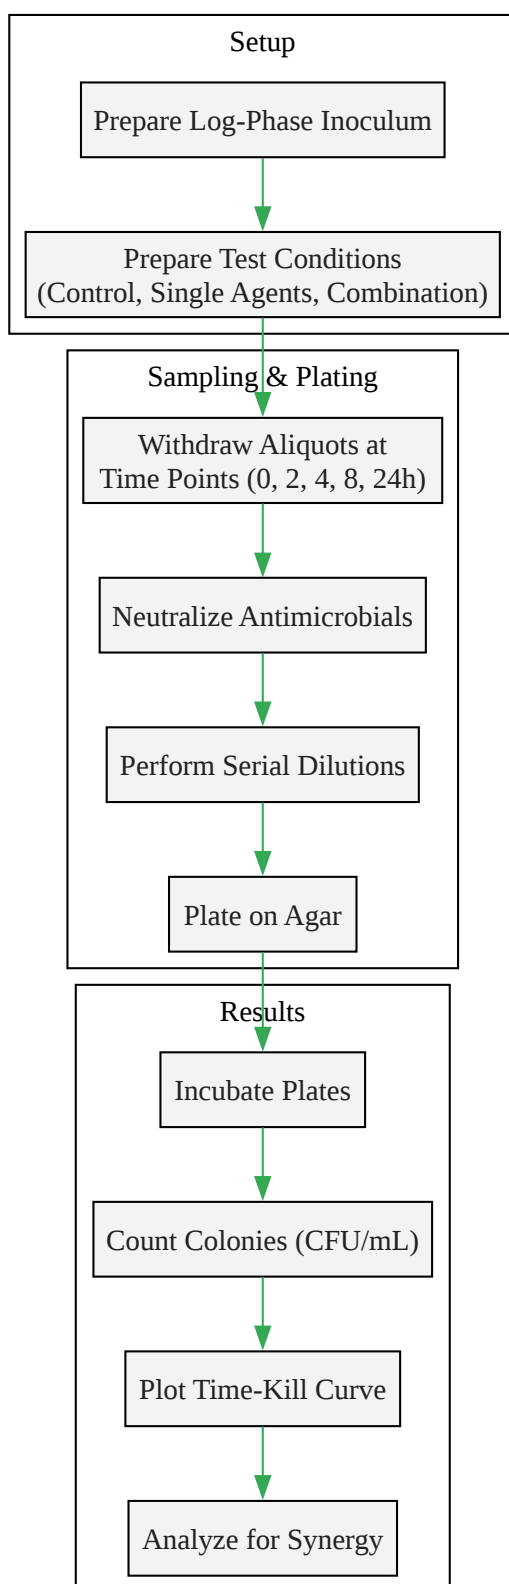 Setup
Prepare Log-Phase Inoculum
Prepare Test Conditions
(Control, Single Agents, Combination)
Sampling & Plating
Withdraw Aliquots at
Time Points (0, 2, 4, 8, 24h)
Neutralize Antimicrobials
Perform Serial Dilutions
Plate on Agar
Results
Incubate Plates
Count Colonies (CFU/mL)
Plot Time-Kill Curve
Analyze for Synergy